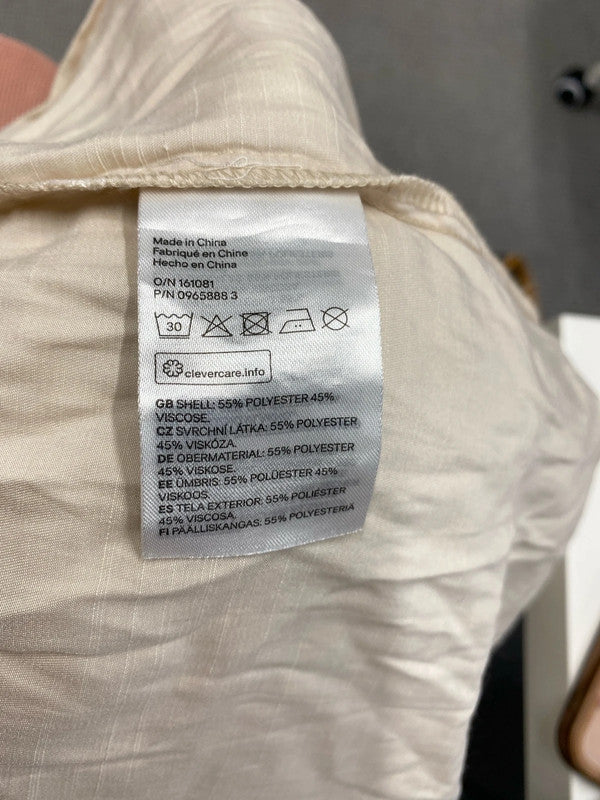 Made in China
Fabriqué en Chine
Hecho en China
O/N 161081
P/N 0965888 3
30
clevercare.info
GB SHELL: 55% POLYESTER 45%
VISCOSE.
CZ SVRCHNÍ LÁTKA: 55% POLYESTER
45% VISKÓZA.
DE OBERMATERIAL: 55% POLYESTER
45% VISKOSE.
EE ÜMBRIS: 55% POLÜESTER 45%
VISKOOS.
ES TELA EXTERIOR: 55% POLIÉSTER
45% VISCOSA.
FI PÄÄLLISKANGAS: 55% POLYESTERIÄ